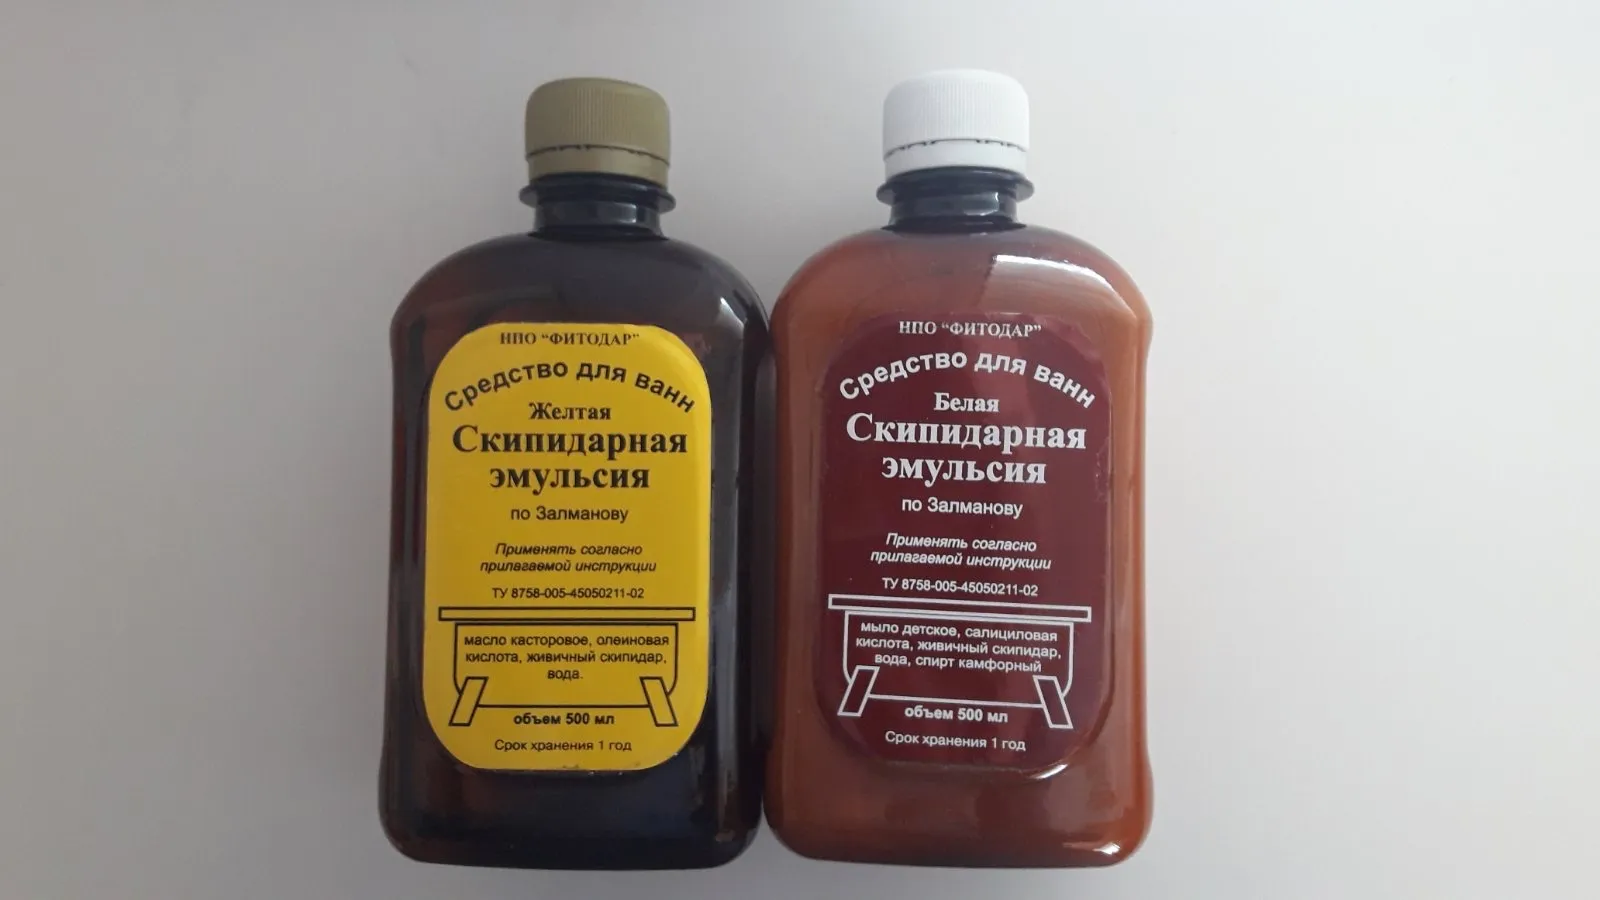 НПО “ФИТОДАР”
Средство для ванн
Желтая
Скипидарная
эмульсия
по Залманову
Применять согласно
прилагаемой инструкции
ТУ 8758-005-45050211-02
масло касторовое, олеиновая
кислота, живичный скипидар,
вода.
объем 500 мл
Срок хранения 1 год
НПО “ФИТОДАР”
Средство для ванн
Белая
Скипидарная
эмульсия
по Залманову
Применять согласно
прилагаемой инструкции
ТУ 8758-005-45050211-02
мыло детское, салициловая
кислота, живичный скипидар,
вода, спирт камфорный
объем 500 мл
Срок хранения 1 год